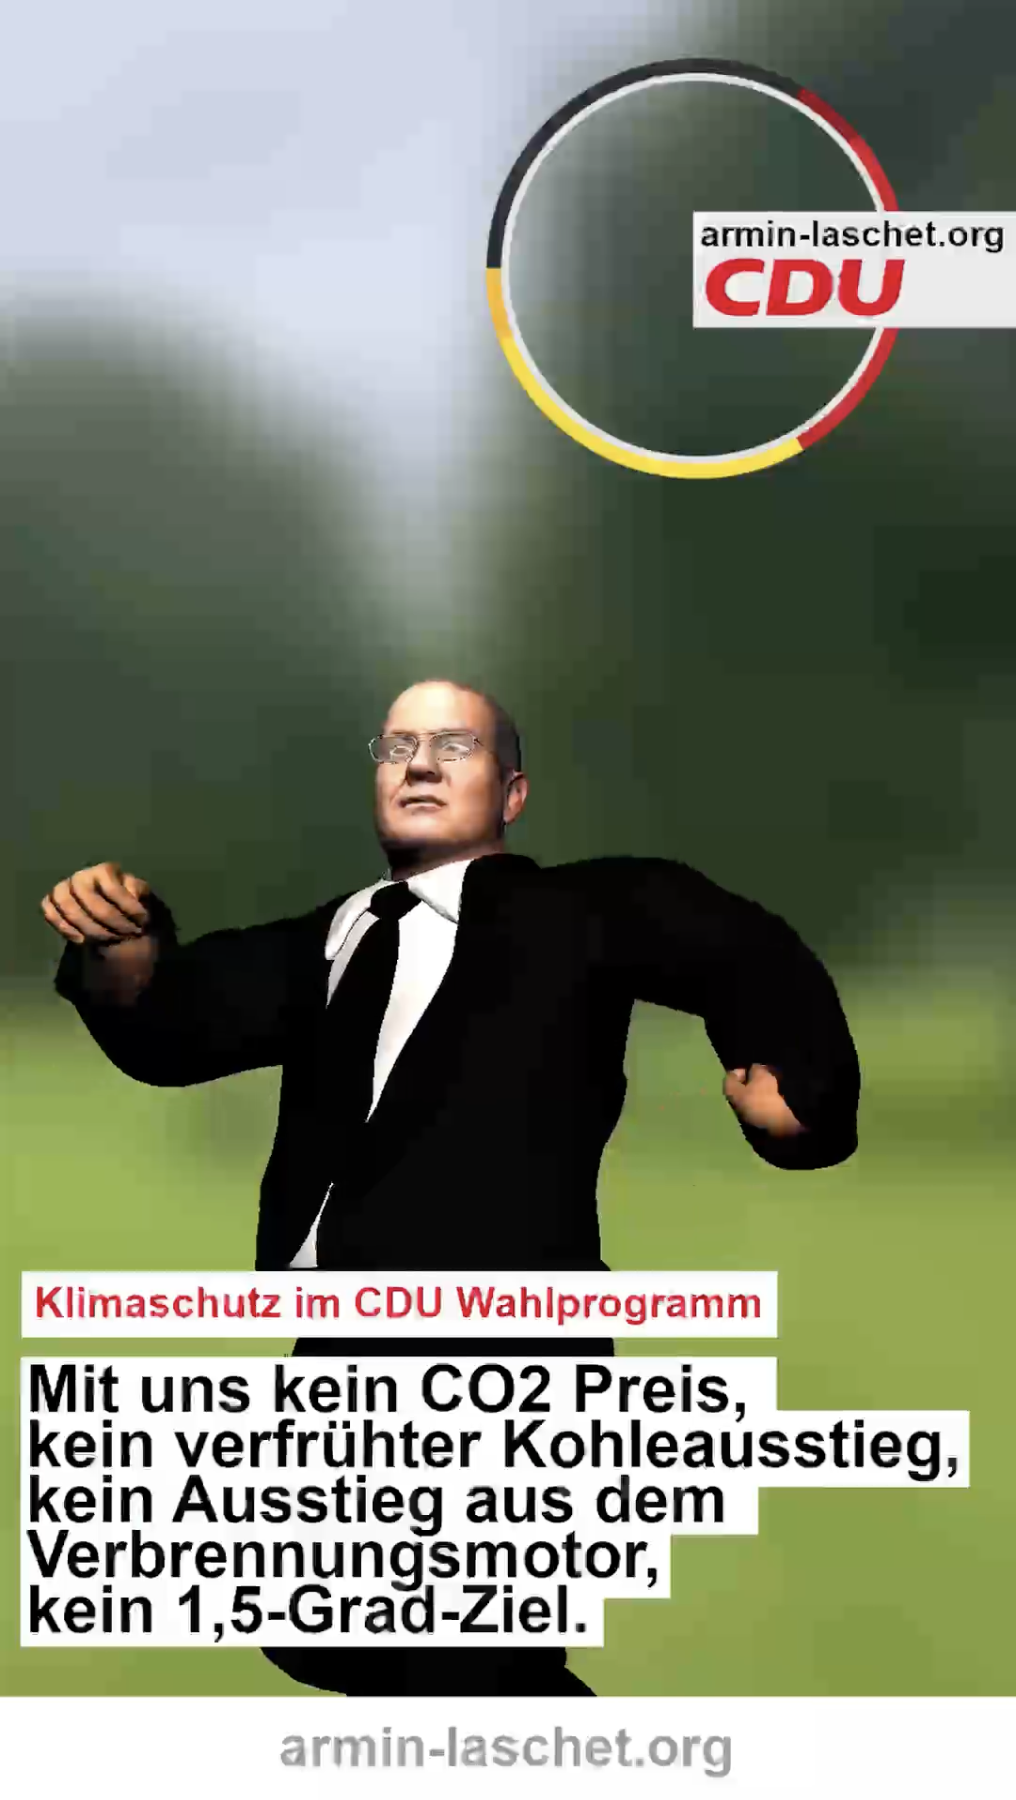 armin-laschet.org
CDU
Klimaschutz im CDU Wahlprogramm
Mit uns kein CO2 Preis,
kein verfrühter Kohleausstieg,
kein Ausstieg aus dem
Verbrennungsmotor,
kein 1,5-Grad-Ziel.
armin-laschet.org